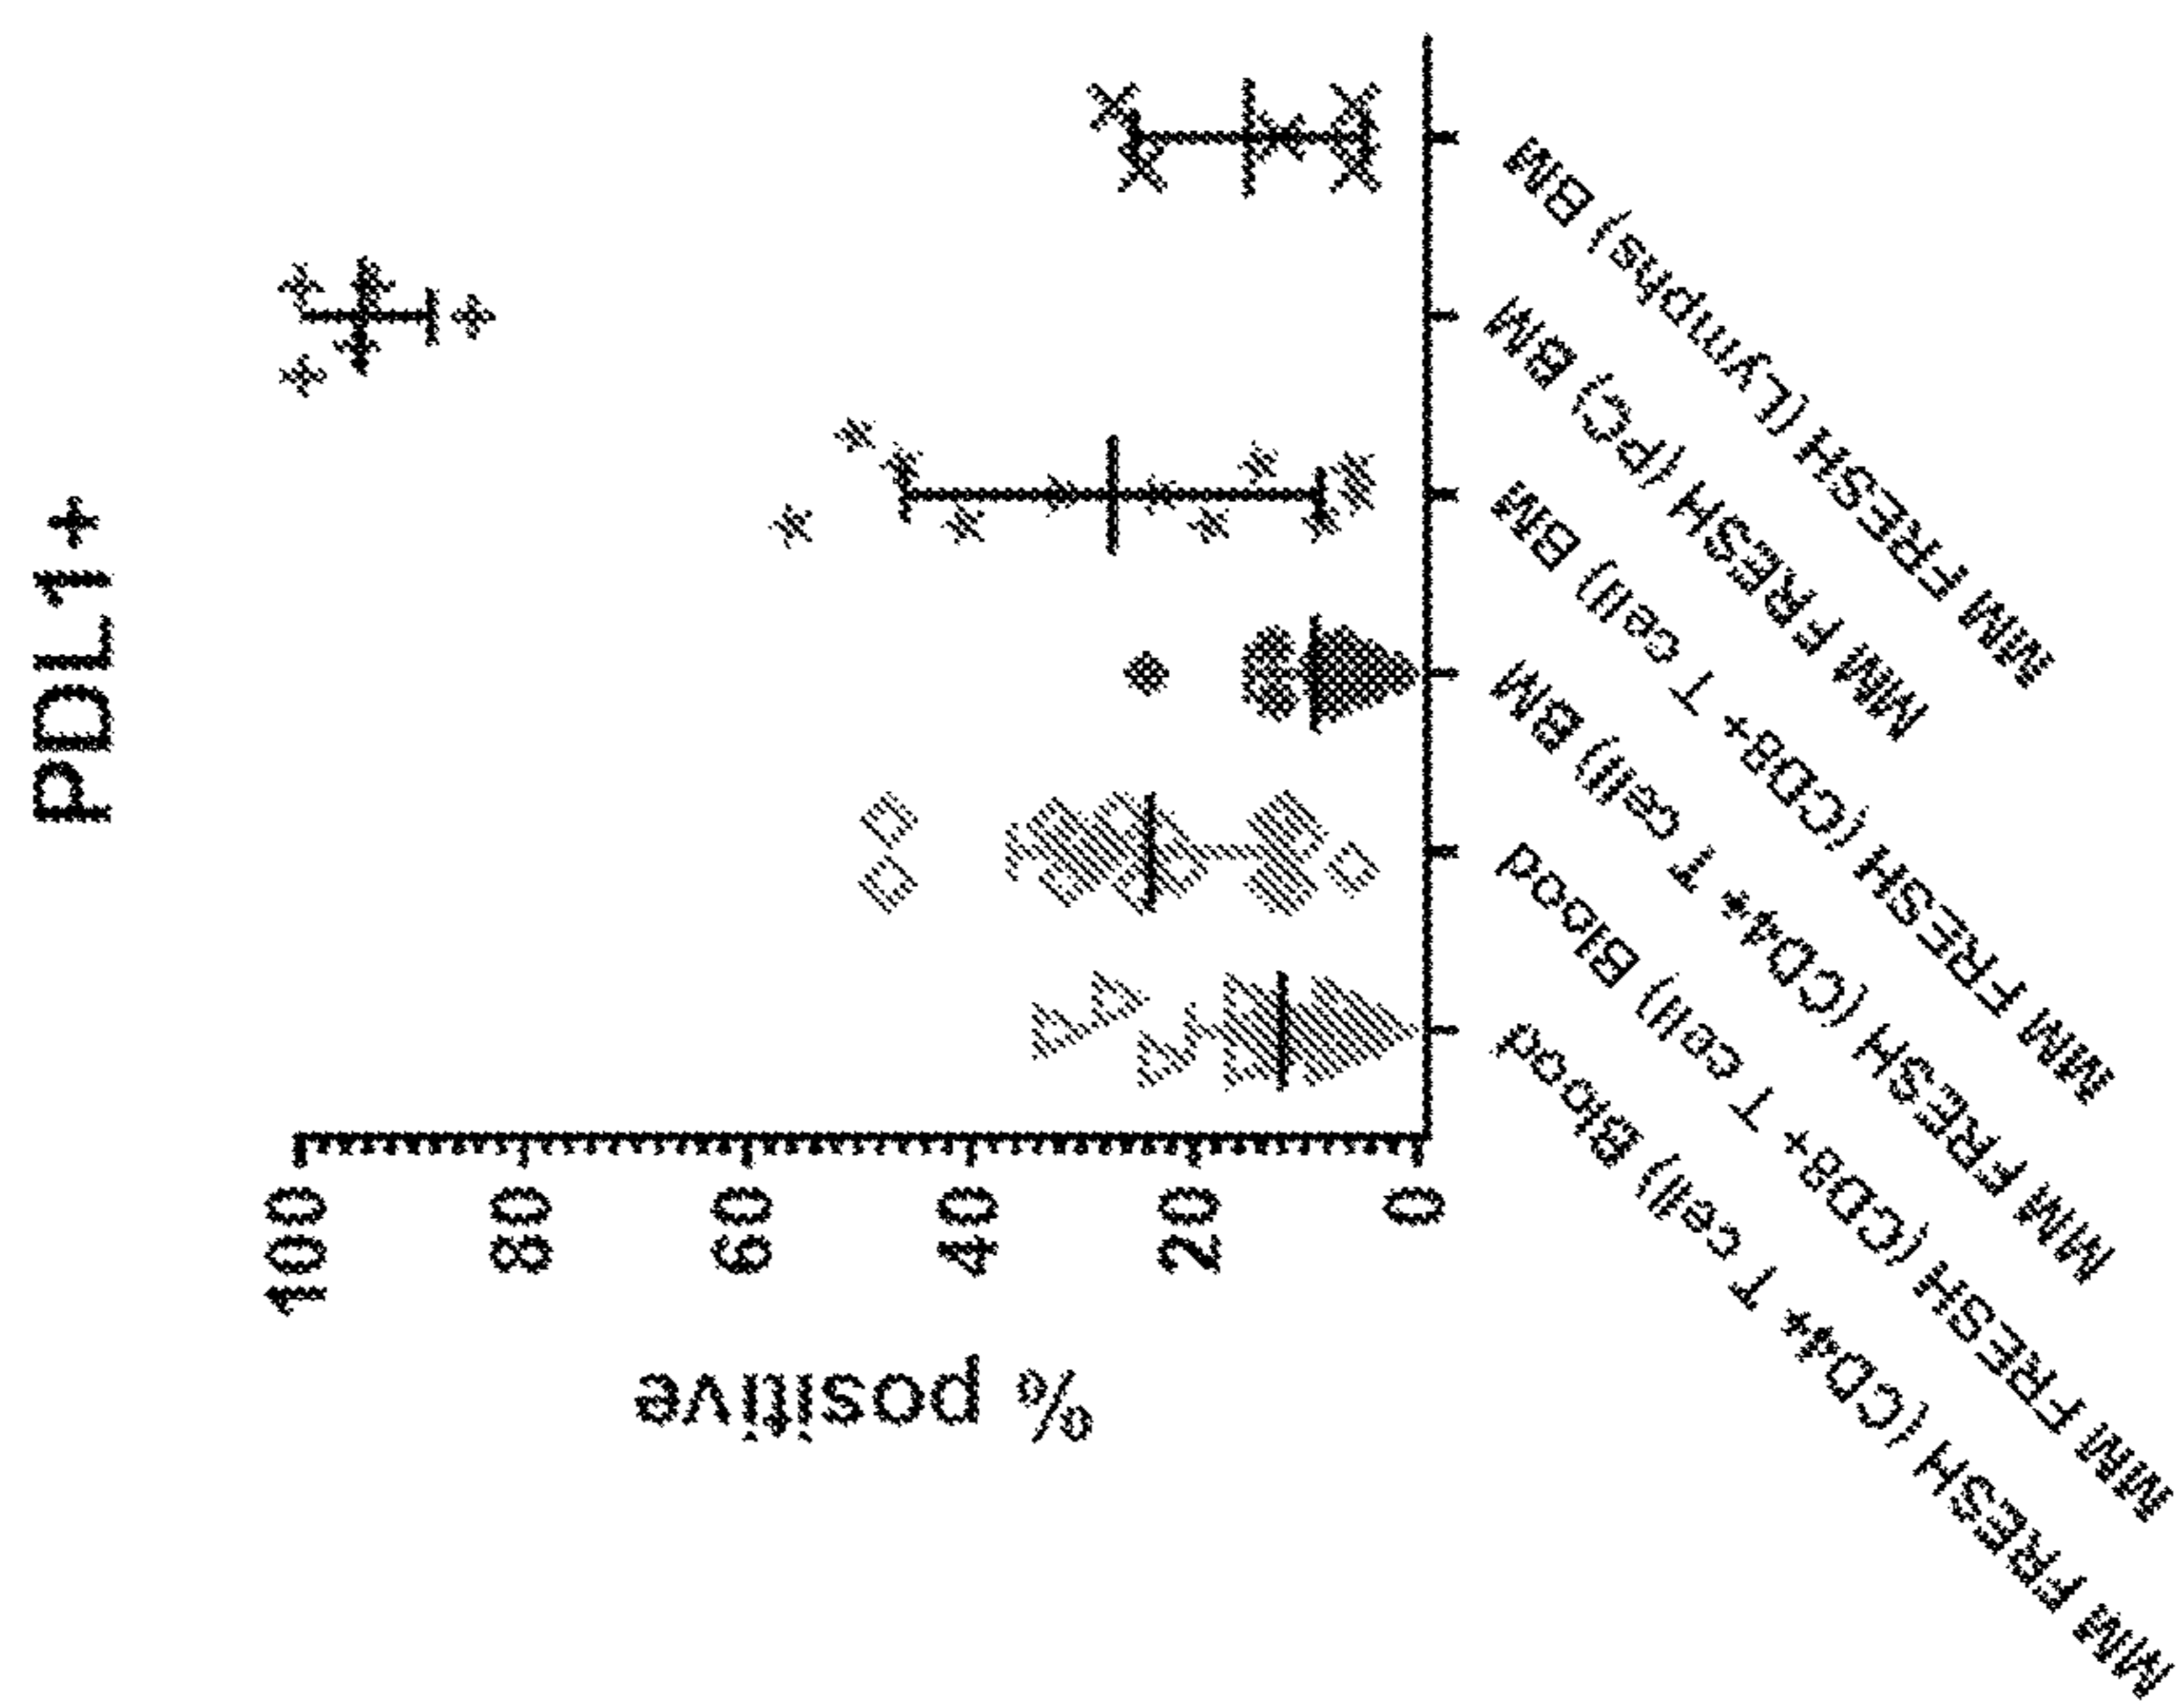 PDL1 +
% positive
100
80
60
40
20
0
MM FRESH (CD4+ T cell) Blood
MM FRESH (CD8+ T cell) Blood
MM FRESH (CD4+ T cell) BM
MM FRESH (CD8+ T cell) BM
MM FRESH (PC) BM
MM FRESH (Lymphs) BM